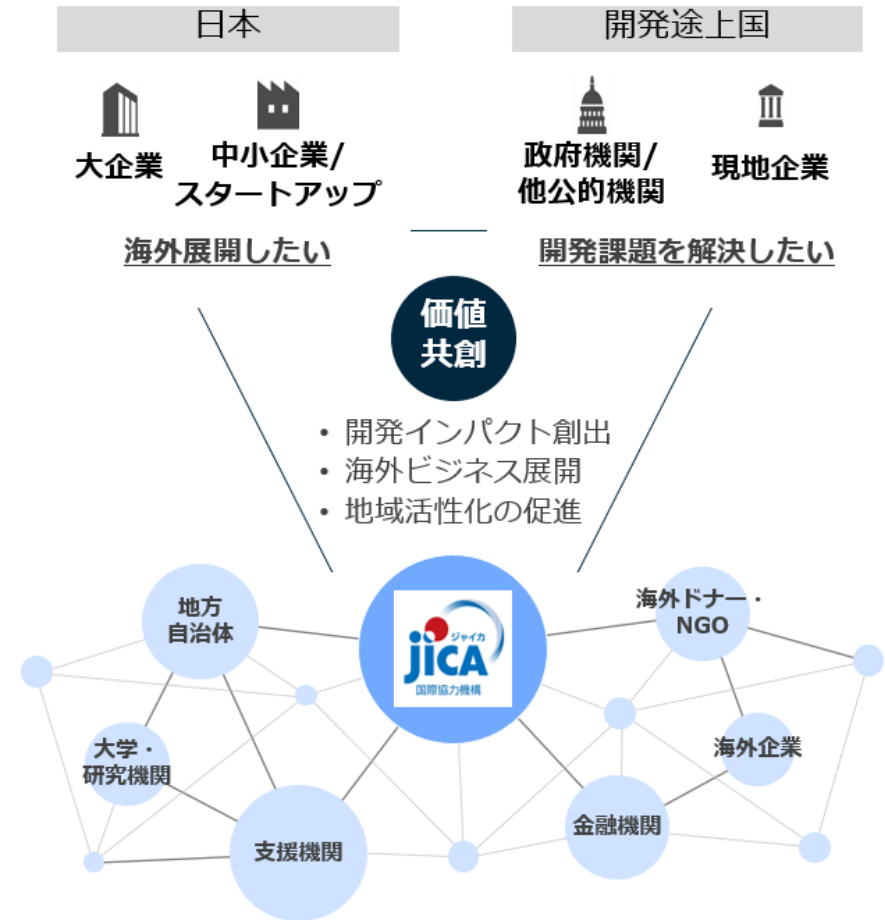 日本
開発途上国
大企業
中小企業/
スタートアップ
政府機関/
他公的機関
現地企業
海外展開したい
開発課題を解決したい
価値
共創
• 開発インパクト創出
• 海外ビジネス展開
• 地域活性化の促進
地方
自治体
ジャイカ
JICA
国際協力機構
海外ドナー・
NGO
大学・
研究機関
海外企業
支援機関
金融機関